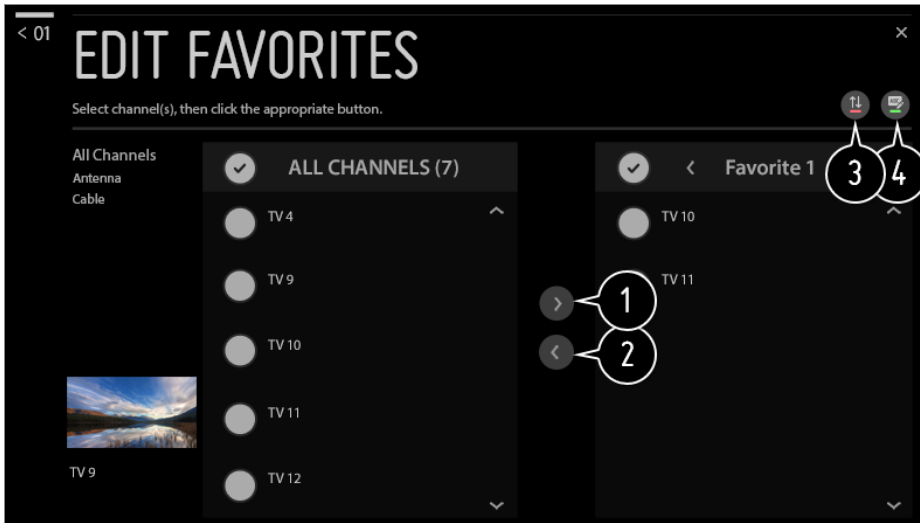 < 01
EDIT FAVORITES
×
Select channel(s), then click the appropriate button.
ABC
3
4
All Channels
Antenna
Cable
ALL CHANNELS (7)
TV 4
TV 9
TV 10
TV 11
TV 12
< Favorite 1
TV 10
TV 11
> 1
< 2
TV 9